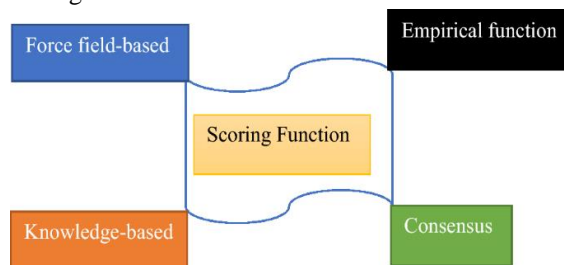 Force field-based
Empirical function
Scoring Function
Knowledge-based
Consensus